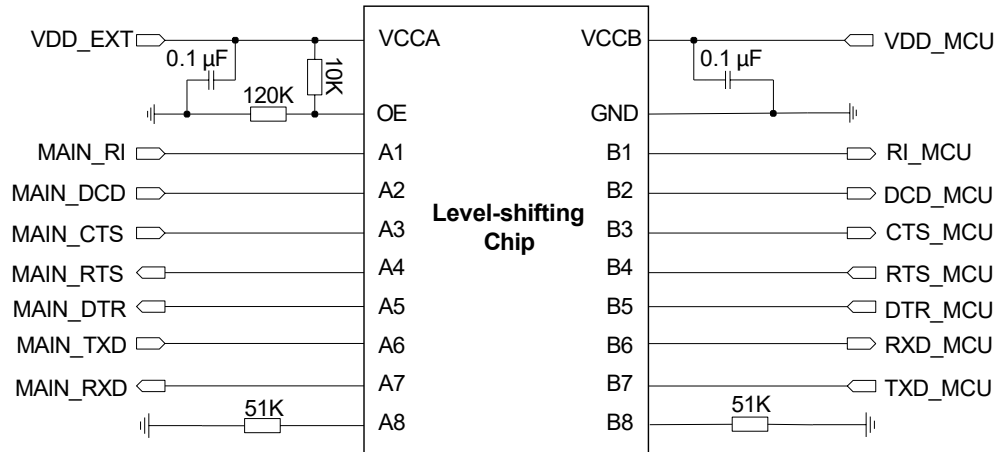 VDD_EXT VCCA VCCB VDD_MCU
0.1 µF 10K 0.1 µF
120K
OE GND
MAIN_RI A1 B1 RI_MCU
MAIN_DCD A2 B2 DCD_MCU
Level-shifting
MAIN_CTS A3 B3 CTS_MCU
Chip
MAIN_RTS A4 B4 RTS_MCU
MAIN_DTR A5 B5 DTR_MCU
MAIN_TXD A6 B6 RXD_MCU
MAIN_RXD A7 B7 TXD_MCU
51K A8 B8 51K